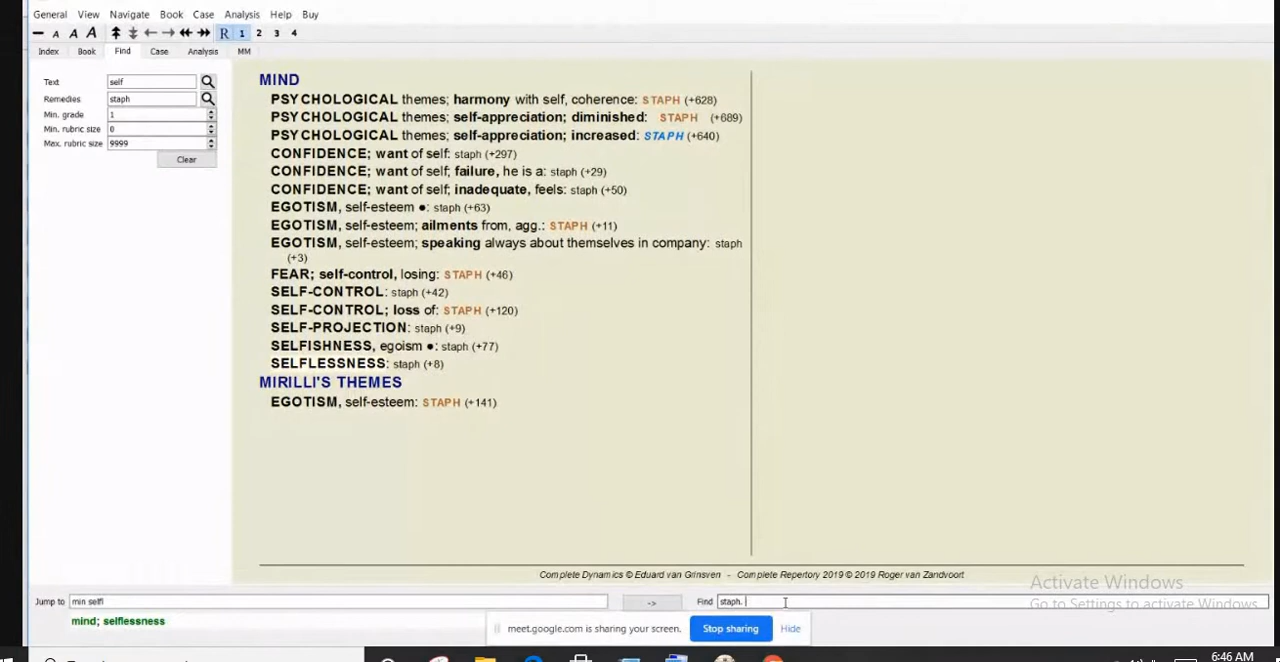 General View Navigate Book Case Analysis Help Buy
A A A R 1 2 3 4
Index Book Find Case Analysis MM
Text self
Remedies staph
Min. grade 1
Min. rubric size 0
Max. rubric size 9999
Clear
MIND
PSYCHOLOGICAL themes; harmony with self, coherence: STAPH (+628)
PSYCHOLOGICAL themes; self-appreciation; diminished: STAPH (+689)
PSYCHOLOGICAL themes; self-appreciation; increased: STAPH (+640)
CONFIDENCE; want of self: staph (+297)
CONFIDENCE; want of self; failure, he is a: staph (+29)
CONFIDENCE; want of self; inadequate, feels: staph (+50)
EGOTISM, self-esteem ●: staph (+63)
EGOTISM, self-esteem; ailments from, agg.: STAPH (+11)
EGOTISM, self-esteem; speaking always about themselves in company: staph
(+3)
FEAR; self-control, losing: STAPH (+46)
SELF-CONTROL: staph (+42)
SELF-CONTROL; loss of: STAPH (+120)
SELF-PROJECTION: staph (+9)
SELFISHNESS, egoism ●: staph (+77)
SELFLESSNESS: staph (+8)
MIRILLI'S THEMES
EGOTISM, self-esteem: STAPH (+141)
Complete Dynamics © Eduard van Grinsven - Complete Repertory 2019 © 2019 Roger van Zandvoort
Activate Windows
Go to Settings to activate Windows.
Jump to min selfl -> Find staph.
mind; selflessness
meet.google.com is sharing your screen. Stop sharing Hide
6:46 AM